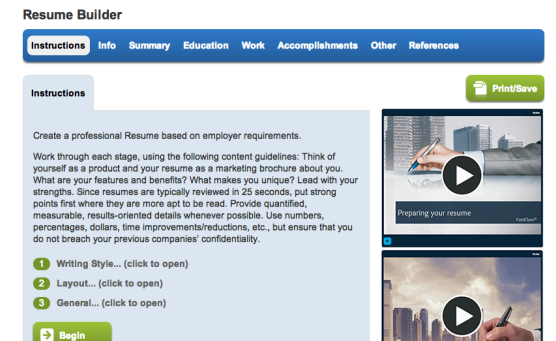 Resume Builder
Instructions Info Summary Education Work Accomplishments Other References
Instructions
Print/Save
Create a professional Resume based on employer requirements.
Work through each stage, using the following content guidelines: Think of
yourself as a product and your resume as a marketing brochure about you.
What are your features and benefits? What makes you unique? Lead with your
strengths. Since resumes are typically reviewed in 25 seconds, put strong
points first where they are more apt to be read. Provide quantified,
measurable, results-oriented details whenever possible. Use numbers,
percentages, dollars, time improvements/reductions, etc., but ensure that you
do not breach your previous companies' confidentiality.
1 Writing Style... (click to open)
2 Layout... (click to open)
3 General... (click to open)
Begin
Preparing your resume
FastClass®